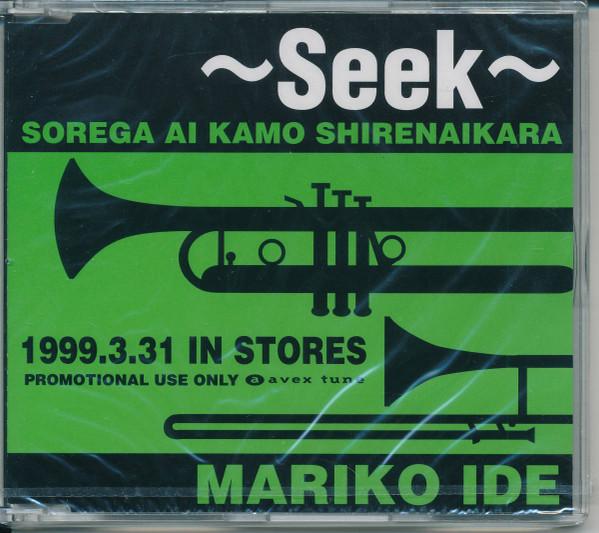 ~Seek~
SOREGA AI KAMO SHIRENAIKARA
1999.3.31 IN STORES
PROMOTIONAL USE ONLY a avex tune
MARIKO IDE